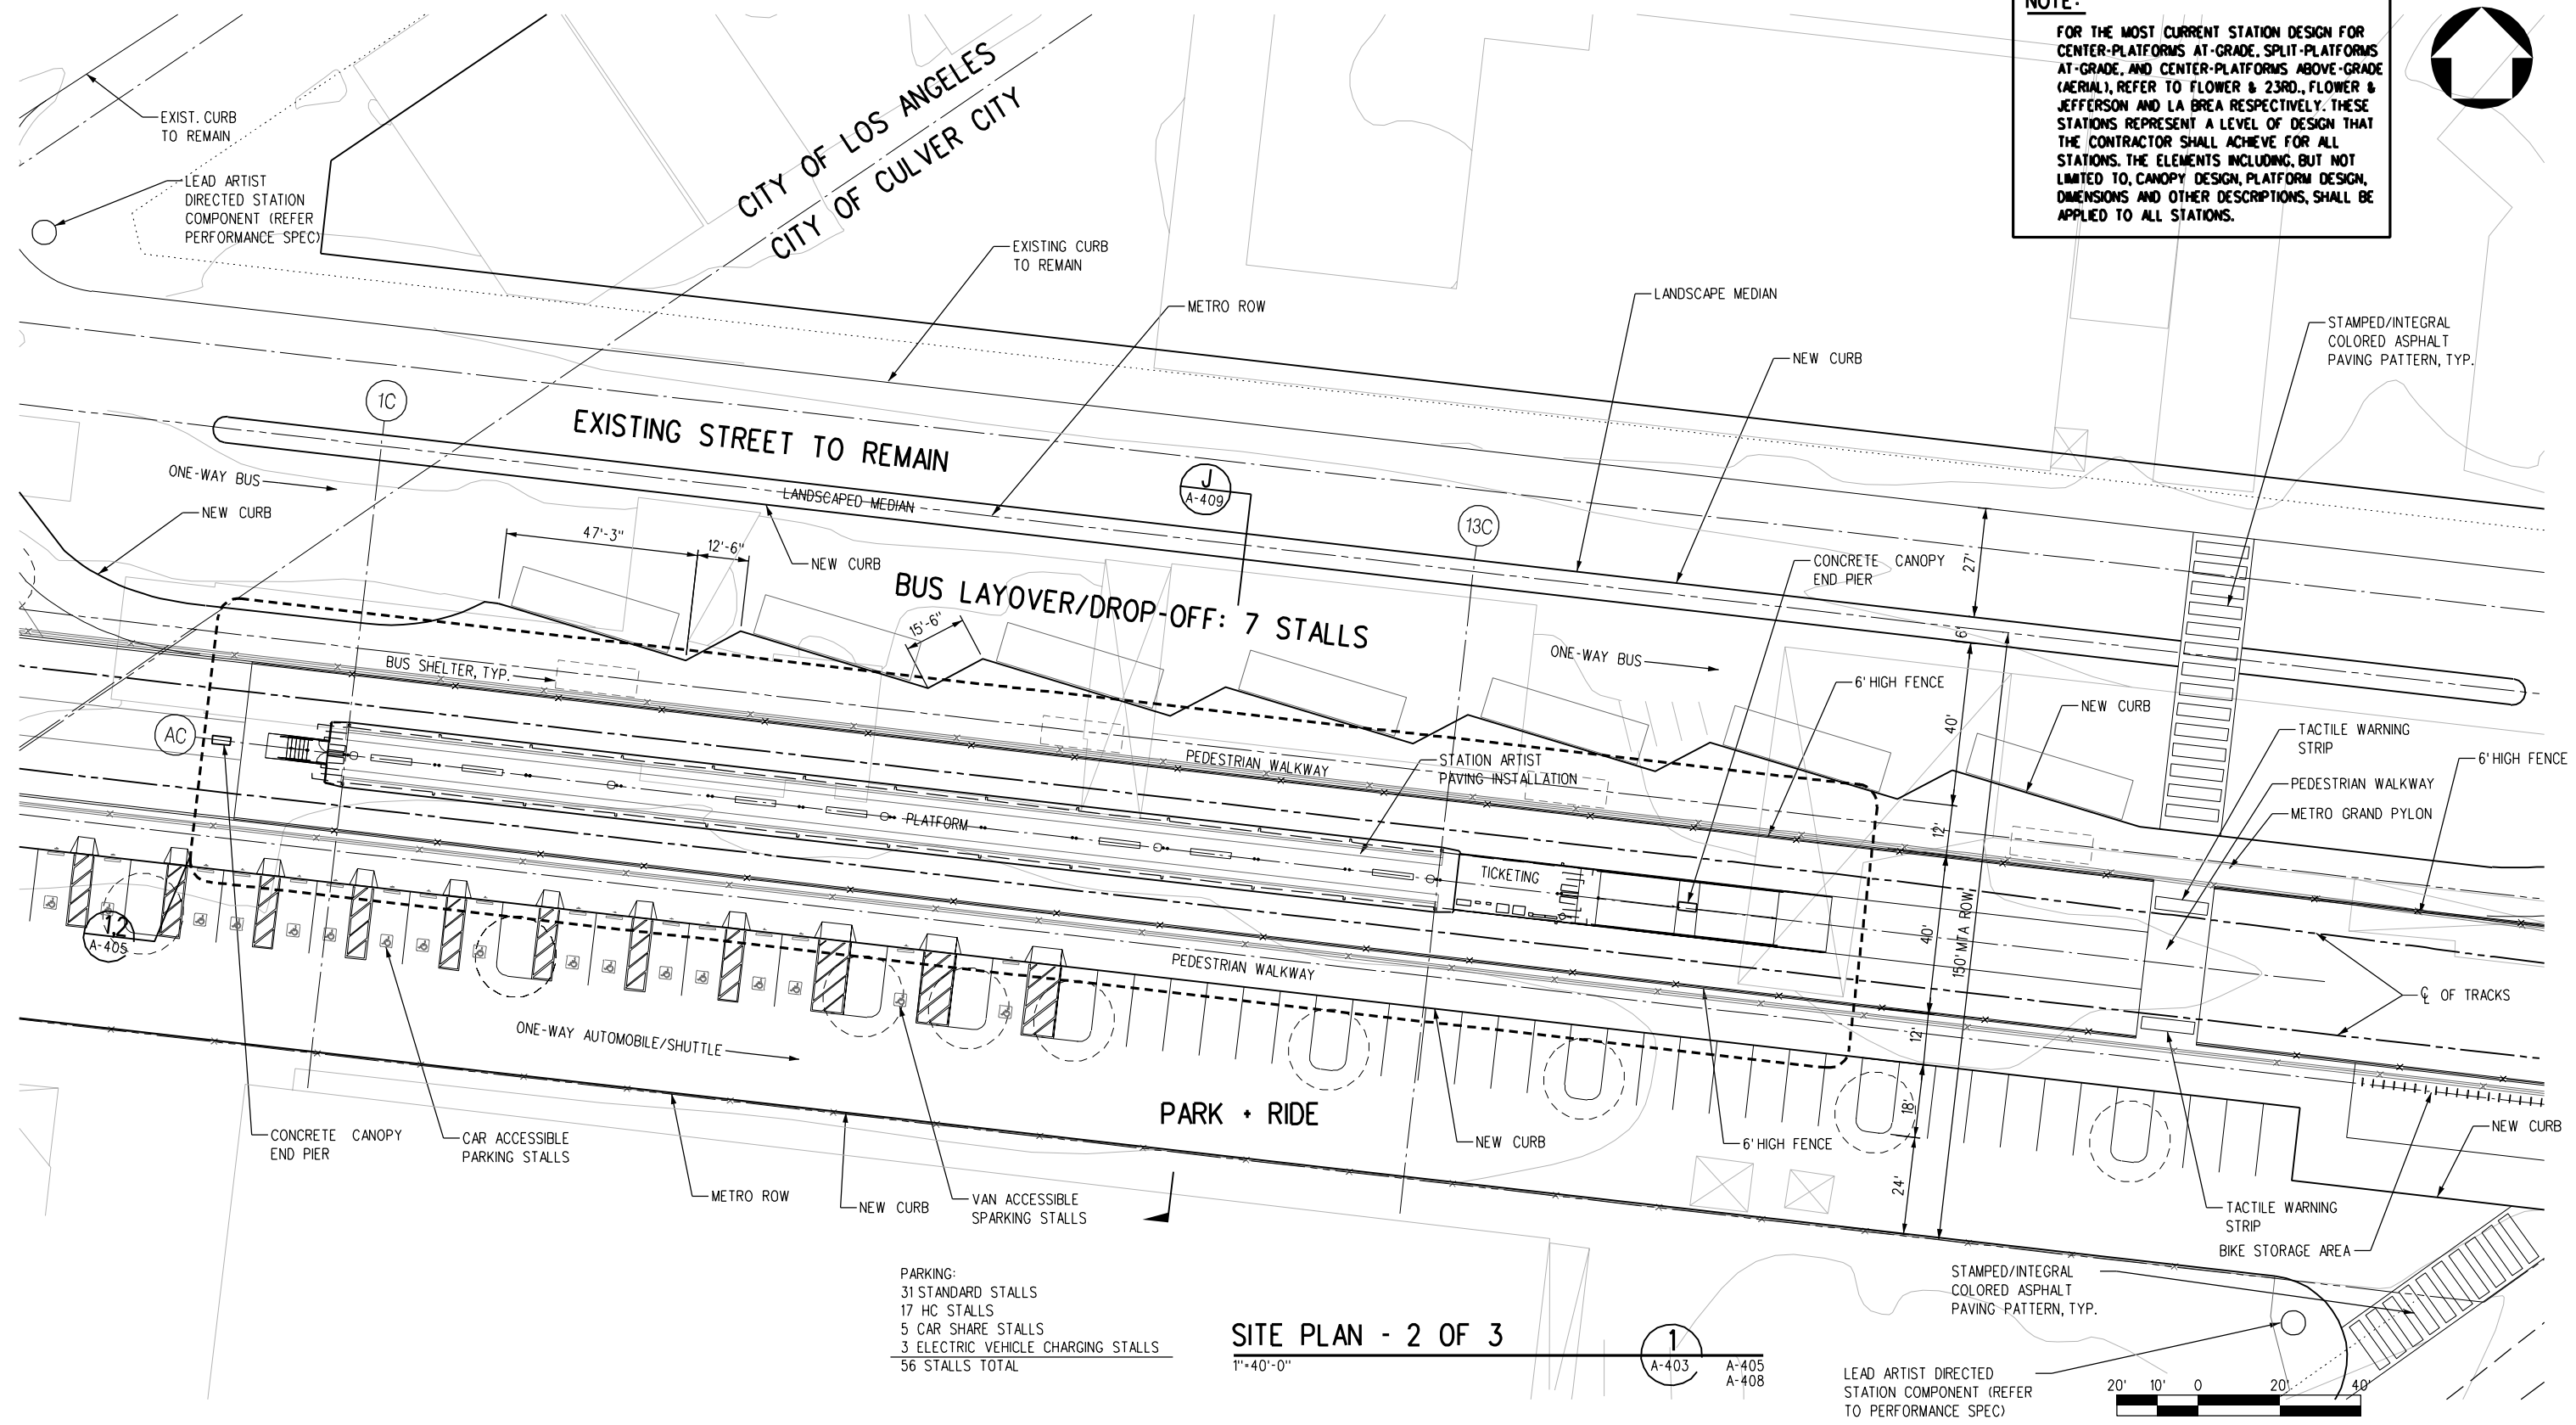 NOTE:
FOR THE MOST CURRENT STATION DESIGN FOR
CENTER-PLATFORMS AT-GRADE, SPLIT-PLATFORMS
AT-GRADE, AND CENTER-PLATFORMS ABOVE-GRADE
(AERIAL), REFER TO FLOWER & 23RD., FLOWER &
JEFFERSON AND LA BREA RESPECTIVELY. THESE
STATIONS REPRESENT A LEVEL OF DESIGN THAT
THE CONTRACTOR SHALL ACHIEVE FOR ALL
STATIONS. THE ELEMENTS INCLUDING, BUT NOT
LIMITED TO, CANOPY DESIGN, PLATFORM DESIGN,
DIMENSIONS AND OTHER DESCRIPTIONS, SHALL BE
APPLIED TO ALL STATIONS.
EXIST. CURB
TO REMAIN
LEAD ARTIST
DIRECTED STATION
COMPONENT (REFER
PERFORMANCE SPEC)
CITY OF LOS ANGELES
CITY OF CULVER CITY
EXISTING CURB
TO REMAIN
METRO ROW
LANDSCAPE MEDIAN
NEW CURB
STAMPED/INTEGRAL
COLORED ASPHALT
PAVING PATTERN, TYP.
1C
EXISTING STREET TO REMAIN
ONE-WAY BUS
NEW CURB
LANDSCAPED MEDIAN
J
A-409
13C
47'-3"
12'-6"
NEW CURB
BUS LAYOVER/DROP-OFF: 7 STALLS
15'-6"
CONCRETE CANOPY
END PIER
27'
6'
ONE-WAY BUS
BUS SHELTER, TYP.
6' HIGH FENCE
40'
NEW CURB
TACTILE WARNING
STRIP
6' HIGH FENCE
PEDESTRIAN WALKWAY
METRO GRAND PYLON
AC
PEDESTRIAN WALKWAY
STATION ARTIST
PAVING INSTALLATION
PLATFORM
12'
TICKETING
12
A-405
40'
150' MTA ROW
PEDESTRIAN WALKWAY
℄ OF TRACKS
ONE-WAY AUTOMOBILE/SHUTTLE
12'
PARK + RIDE
18'
CONCRETE CANOPY
END PIER
CAR ACCESSIBLE
PARKING STALLS
NEW CURB
6' HIGH FENCE
NEW CURB
METRO ROW
NEW CURB
VAN ACCESSIBLE
SPARKING STALLS
24'
TACTILE WARNING
STRIP
BIKE STORAGE AREA
PARKING:
31 STANDARD STALLS
17 HC STALLS
5 CAR SHARE STALLS
3 ELECTRIC VEHICLE CHARGING STALLS
56 STALLS TOTAL
SITE PLAN - 2 OF 3
1"=40'-0"
1
A-403
A-405
A-408
STAMPED/INTEGRAL
COLORED ASPHALT
PAVING PATTERN, TYP.
LEAD ARTIST DIRECTED
STATION COMPONENT (REFER
TO PERFORMANCE SPEC)
20' 10' 0 20' 40'